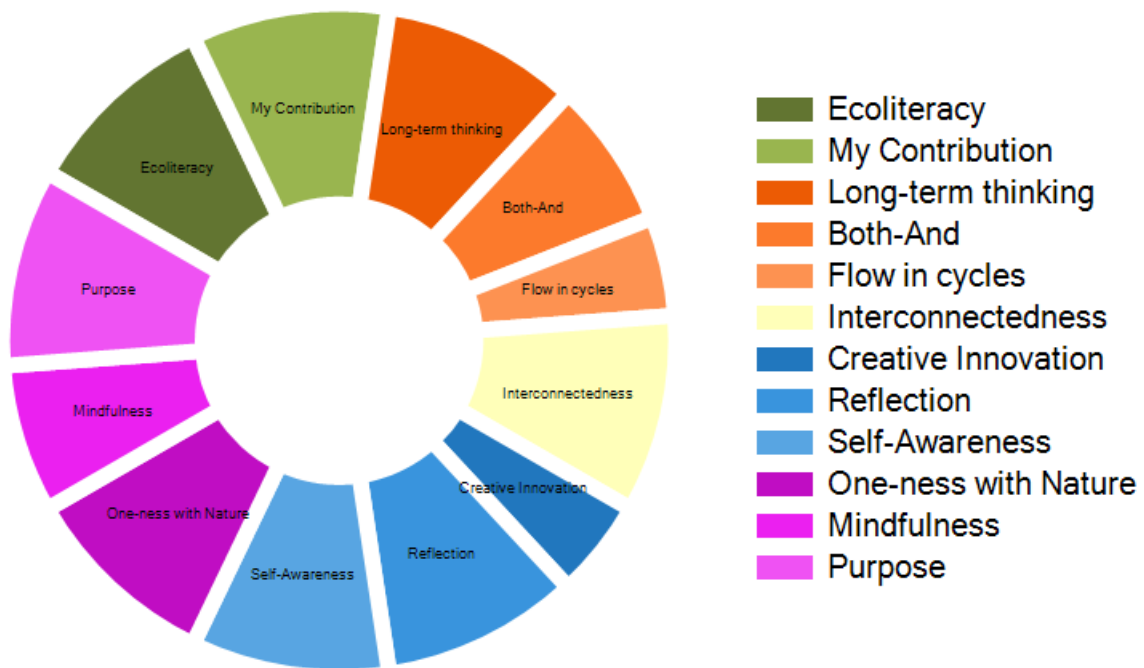 My Contribution
Long-term thinking
Ecoliteracy
Both-And
Purpose
Flow in cycles
Interconnectedness
Mindfulness
Creative Innovation
One-ness with Nature
Reflection
Self-Awareness
Ecoliteracy
My Contribution
Long-term thinking
Both-And
Flow in cycles
Interconnectedness
Creative Innovation
Reflection
Self-Awareness
One-ness with Nature
Mindfulness
Purpose